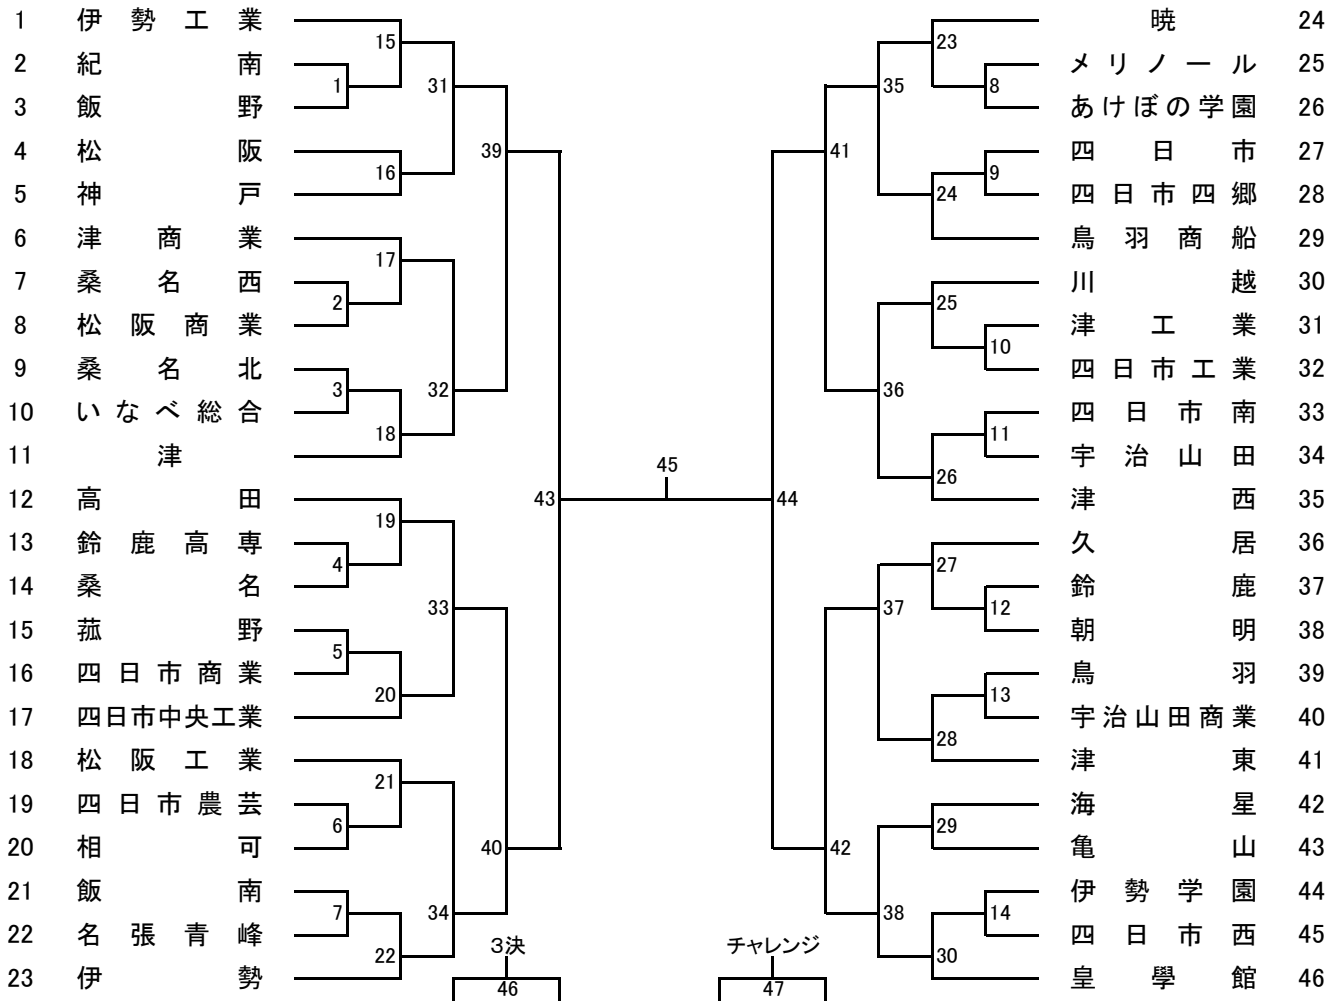 1 伊勢工業
2 紀南
3 飯野
4 松阪
5 神戸
6 津商業
7 桑名西
8 松阪商業
9 桑名北
10 いなべ総合
11 津
12 高田
13 鈴鹿高専
14 桑名
15 菰野
16 四日市商業
17 四日市中央工業
18 松阪工業
19 四日市農芸
20 相可
21 飯南
22 名張青峰
23 伊勢
15
1
31
16
39
17
2
32
3
18
43
19
4
33
5
20
21
6
40
7
34
22
45
3決
46
チャレンジ
47
44
23
8
35
41
9
24
25
10
36
11
26
27
12
37
13
28
42
29
38
14
30
暁 24
メリノール 25
あけぼの学園 26
四日市 27
四日市四郷 28
鳥羽商船 29
川越 30
津工業 31
四日市工業 32
四日市南 33
宇治山田 34
津西 35
久居 36
鈴鹿 37
朝明 38
鳥羽 39
宇治山田商業 40
津東 41
海星 42
亀山 43
伊勢学園 44
四日市西 45
皇學館 46